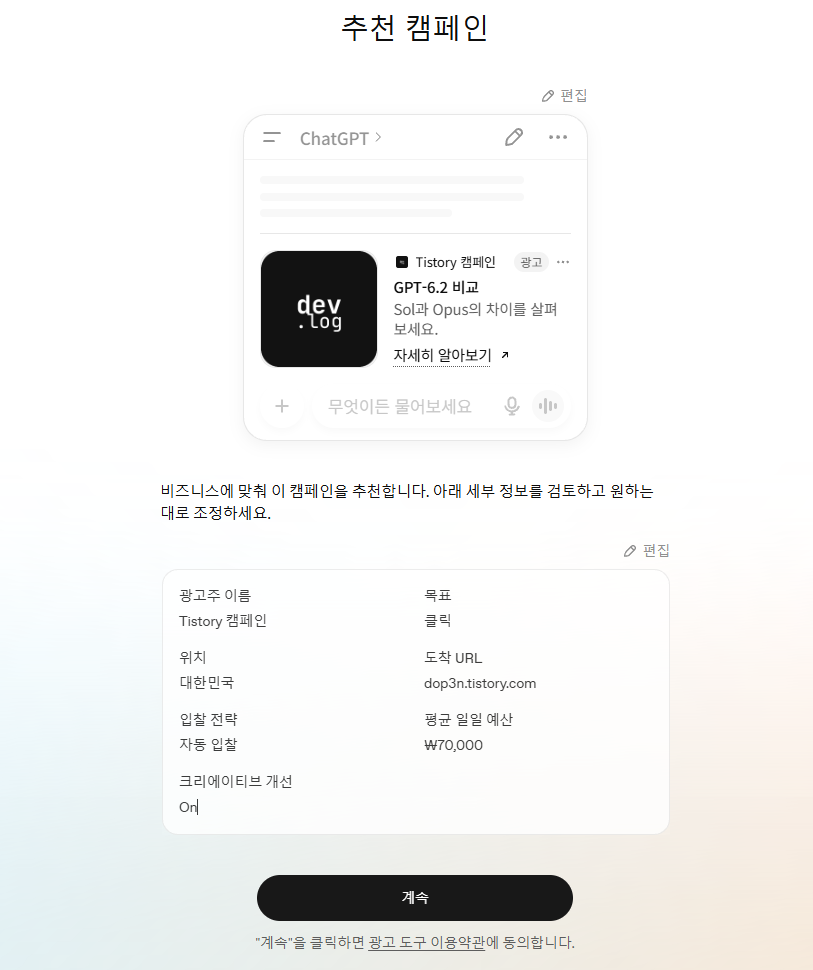 추천 캠페인
편집
ChatGPT
Tistory 캠페인 광고
dev
.log
GPT-6.2 비교
Sol과 Opus의 차이를 살펴
보세요.
자세히 알아보기
무엇이든 물어보세요
비즈니스에 맞춰 이 캠페인을 추천합니다. 아래 세부 정보를 검토하고 원하는
대로 조정하세요.
편집
광고주 이름
Tistory 캠페인
목표
클릭
위치
대한민국
도착 URL
dop3n.tistory.com
입찰 전략
자동 입찰
평균 일일 예산
₩70,000
크리에이티브 개선
On
계속
"계속"을 클릭하면 광고 도구 이용약관에 동의합니다.